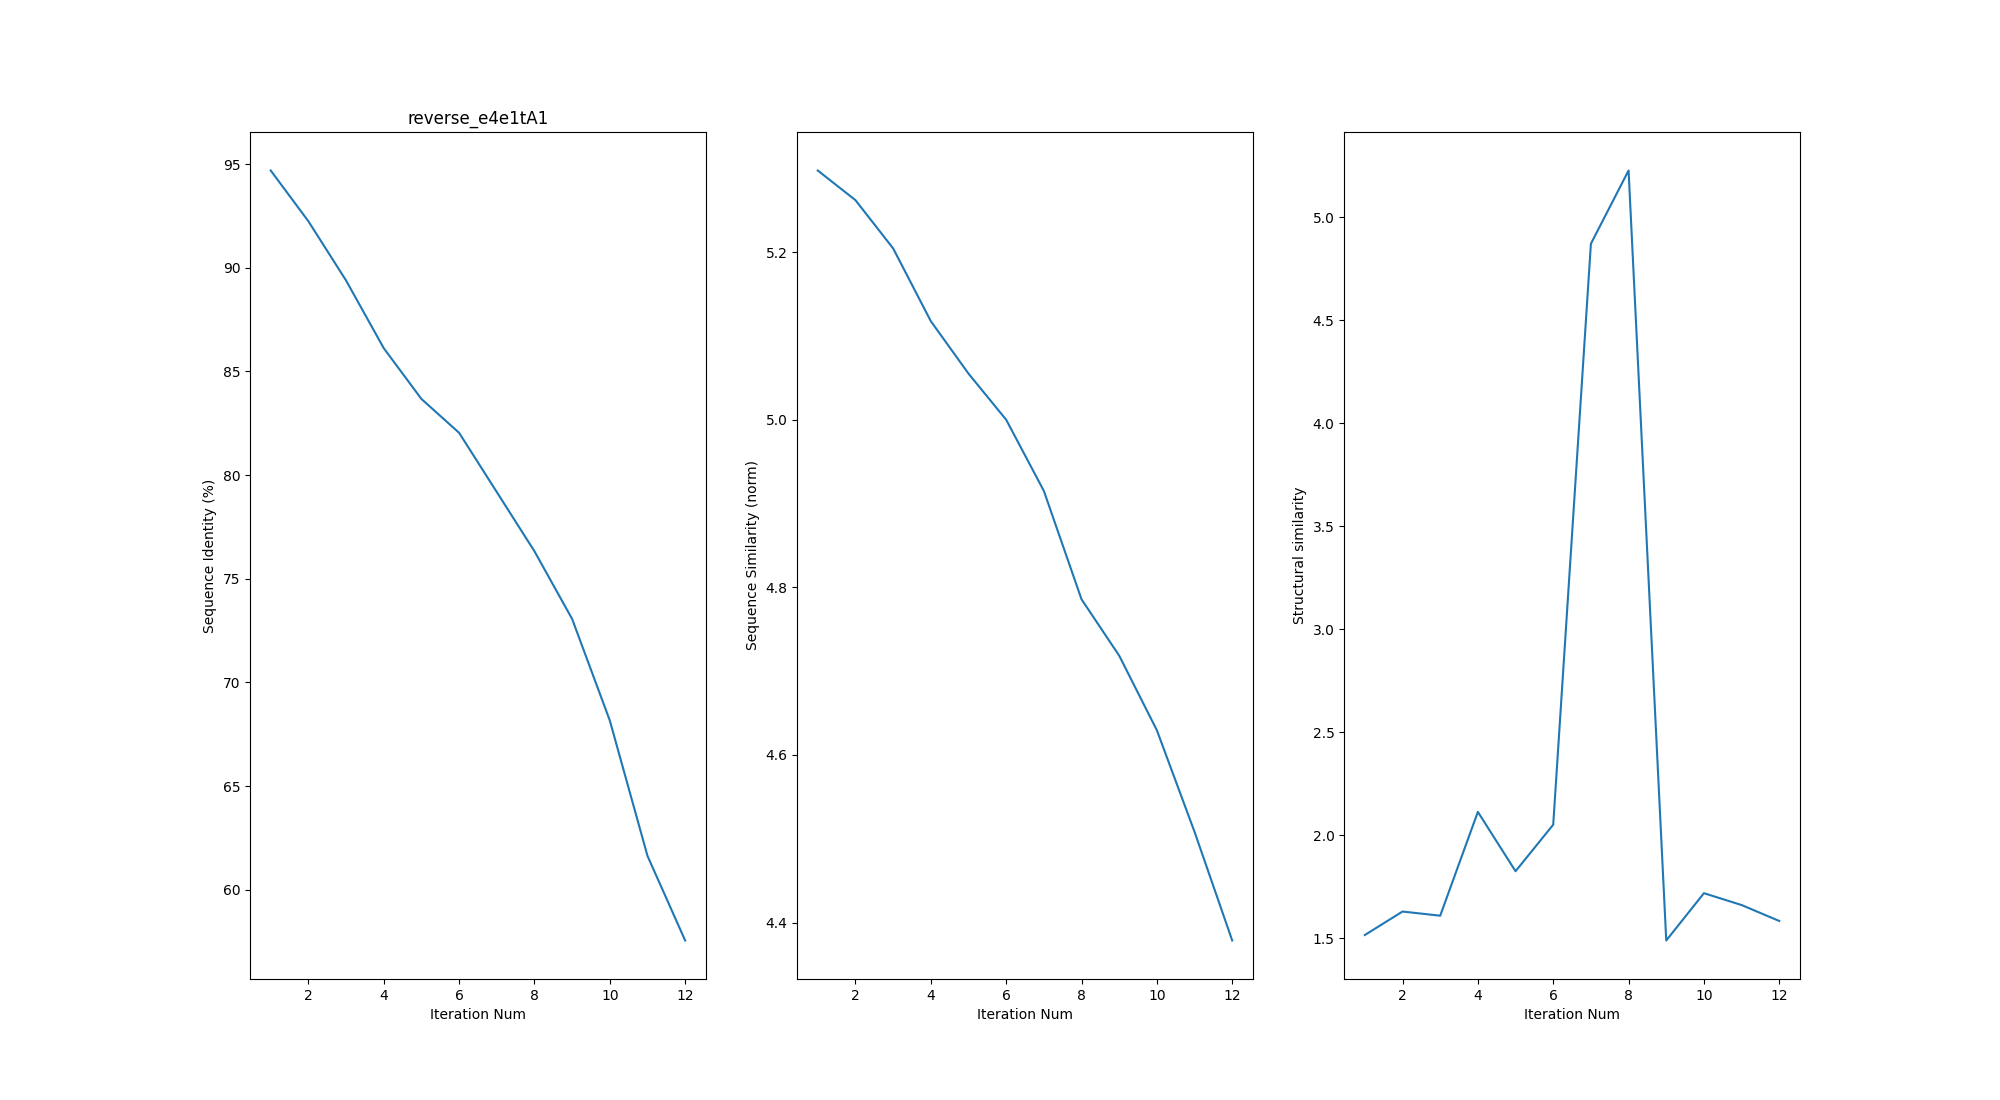 reverse_e4e1tA1
95
90
85
80
75
70
65
60
Sequence Identity (%)
2 4 6 8 10 12
Iteration Num
5.2
5.0
4.8
4.6
4.4
Sequence Similarity (norm)
2 4 6 8 10 12
Iteration Num
5.0
4.5
4.0
3.5
3.0
2.5
2.0
1.5
Structural similarity
2 4 6 8 10 12
Iteration Num